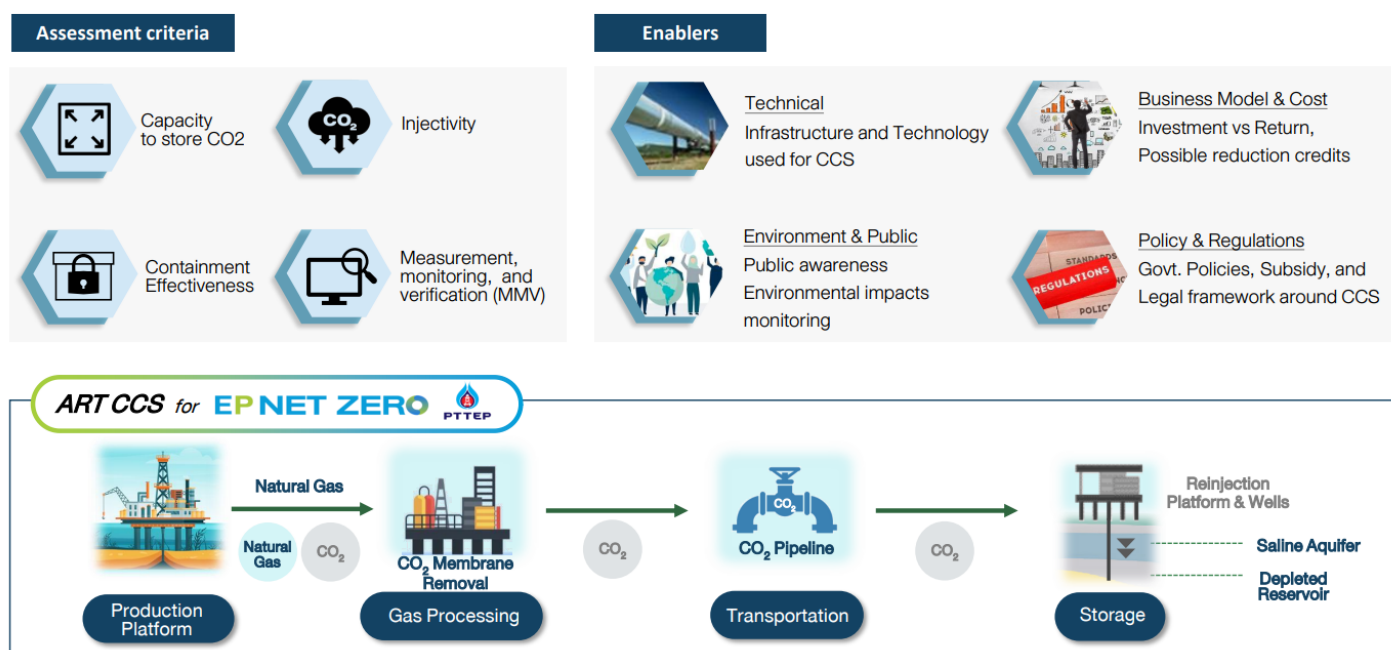 Assessment criteria
Capacity
to store CO2
CO₂
Injectivity
Containment
Effectiveness
Measurement,
monitoring, and
verification (MMV)
Enablers
Technical
Infrastructure and Technology
used for CCS
Business Model & Cost
Investment vs Return,
Possible reduction credits
Environment & Public
Public awareness
Environmental impacts
monitoring
STANDARDS
REGULATIONS
Policy & Regulations
Govt. Policies, Subsidy, and
Legal framework around CCS
ART CCS for EP NET ZERO
PTTEP
Natural Gas
Natural
Gas
CO₂
Production
Platform
CO₂ Membrane
Removal
Gas Processing
CO₂
CO₂
CO₂ Pipeline
Transportation
CO₂
Reinjection
Platform & Wells
Saline Aquifer
Depleted
Reservoir
Storage